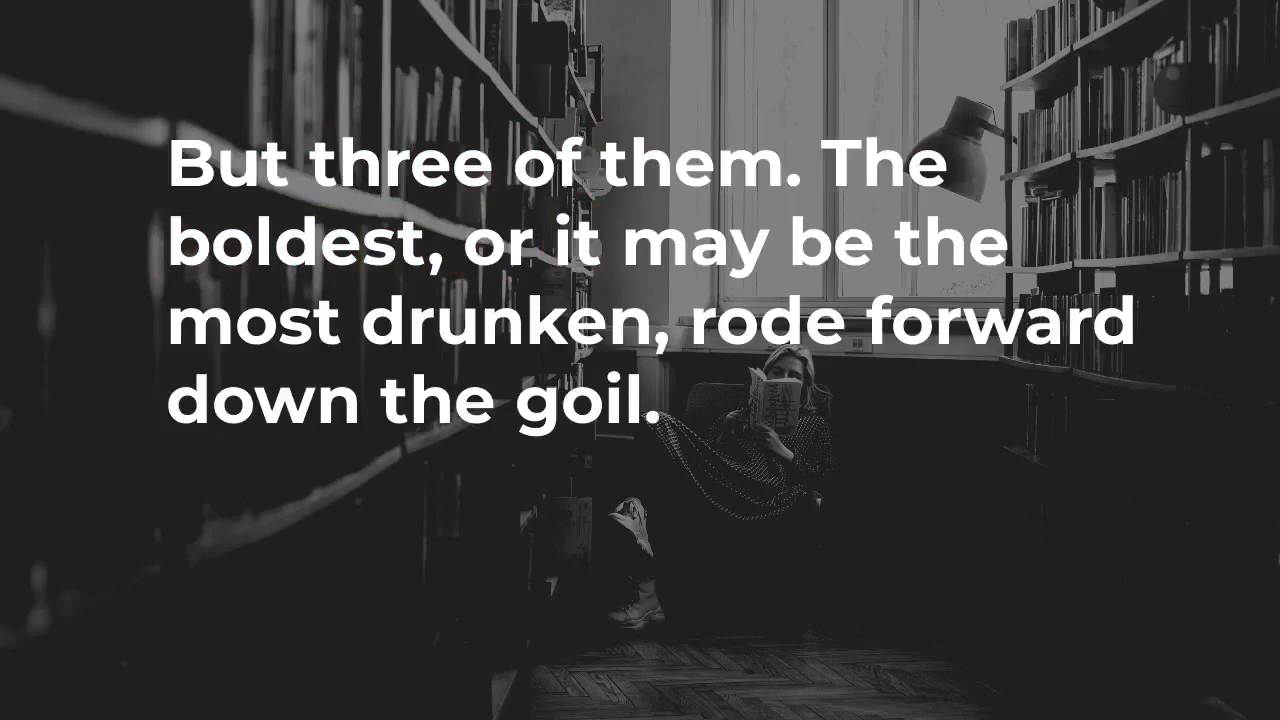 But three of them. The
boldest, or it may be the
most drunken, rode forward
down the goil.